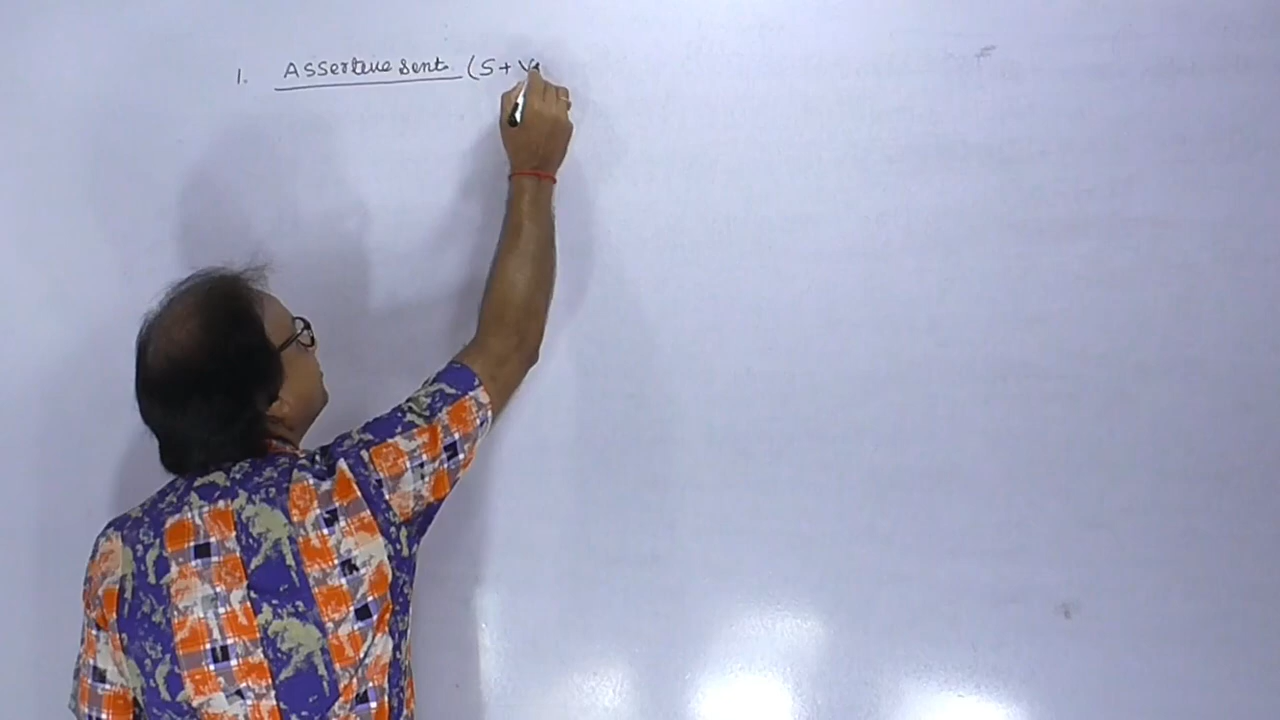 1. Assertive Sent. (S + V